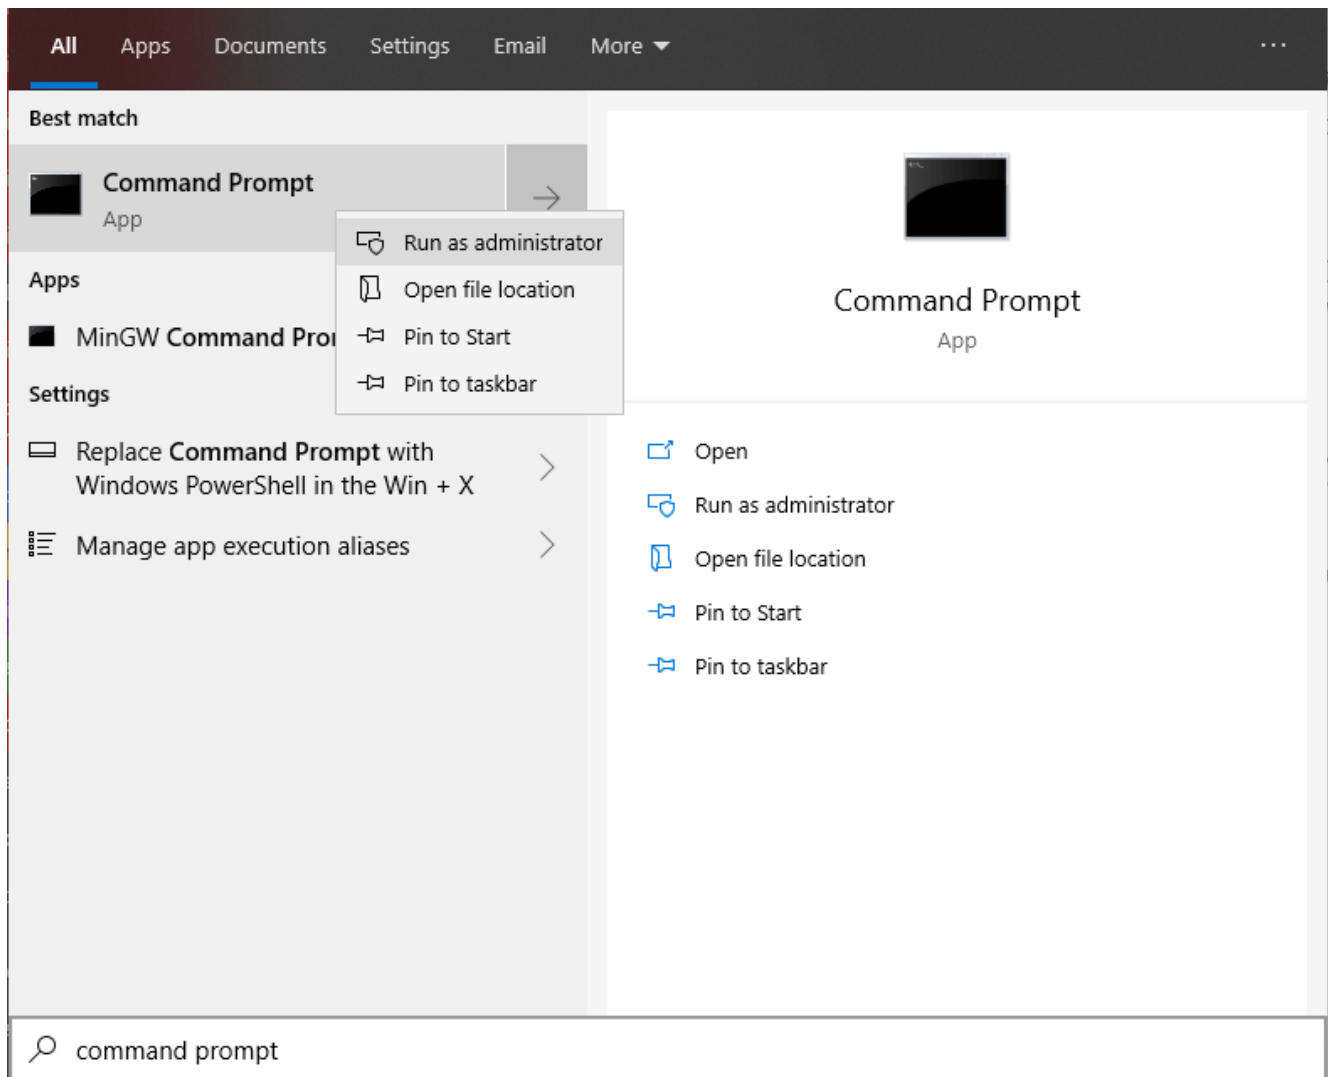 All Apps Documents Settings Email More ...
Best match
Command Prompt
App
Run as administrator
Open file location
Pin to Start
Pin to taskbar
Apps
MinGW Command
Settings
Replace Command Prompt with
Windows PowerShell in the Win + X
Manage app execution aliases
Command Prompt
App
Open
Run as administrator
Open file location
Pin to Start
Pin to taskbar
command prompt